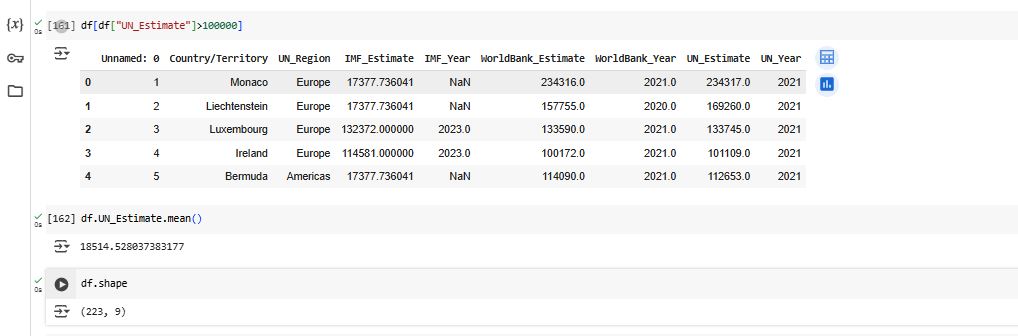 {x}
[161] df[df["UN_Estimate">100000]
0s
Unnamed: 0 Country/Territory UN_Region IMF_Estimate IMF_Year WorldBank_Estimate WorldBank_Year UN_Estimate UN_Year
0 1 Monaco Europe 17377.736041 NaN 234316.0 2021.0 234317.0 2021
1 2 Liechtenstein Europe 17377.736041 NaN 157755.0 2020.0 169260.0 2021
2 3 Luxembourg Europe 132372.000000 2023.0 133590.0 2021.0 133745.0 2021
3 4 Ireland Europe 114581.000000 2023.0 100172.0 2021.0 101109.0 2021
4 5 Bermuda Americas 17377.736041 NaN 114090.0 2021.0 112653.0 2021
[162] df.UN_Estimate.mean()
0s
18514.528037383177
df.shape
0s
(223, 9)